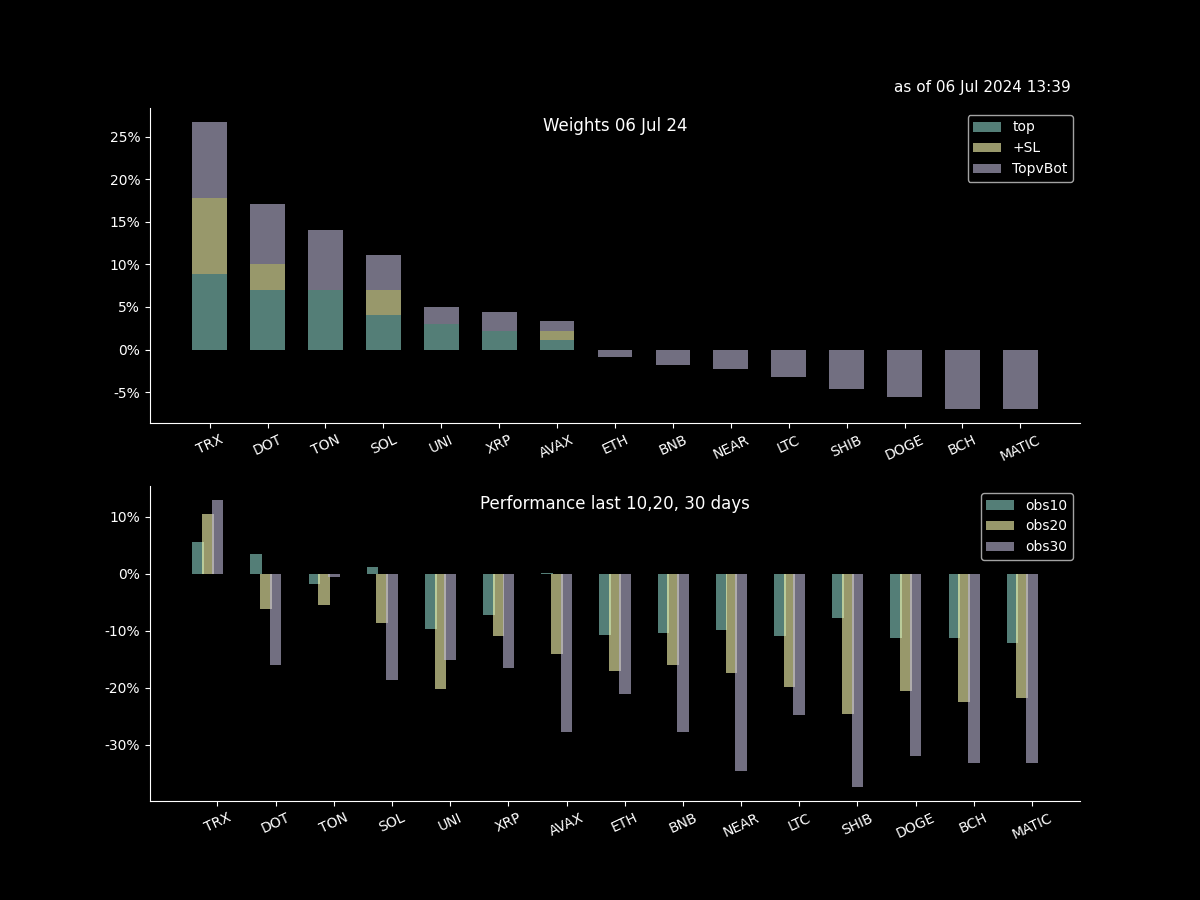 as of 06 Jul 2024 13:39
Weights 06 Jul 24
top
+SL
TopvBot
25%
20%
15%
10%
5%
0%
-5%
TRX DOT TON SOL UNI XRP AVAX ETH BNB NEAR LTC SHIB DOGE BCH MATIC
Performance last 10,20, 30 days
obs10
obs20
obs30
10%
0%
-10%
-20%
-30%
TRX DOT TON SOL UNI XRP AVAX ETH BNB NEAR LTC SHIB DOGE BCH MATIC